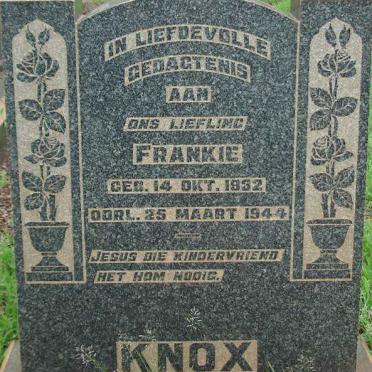 IN LIEFDEVOLLE
GEDAGTENIS
AAN
ONS LIEFLING
FRANKIE
GEB. 14 OKT. 1932
OORL. 25 MAART 1944
JESUS DIE KINDERVRIEND
HET HOM NODIG.
KNOX